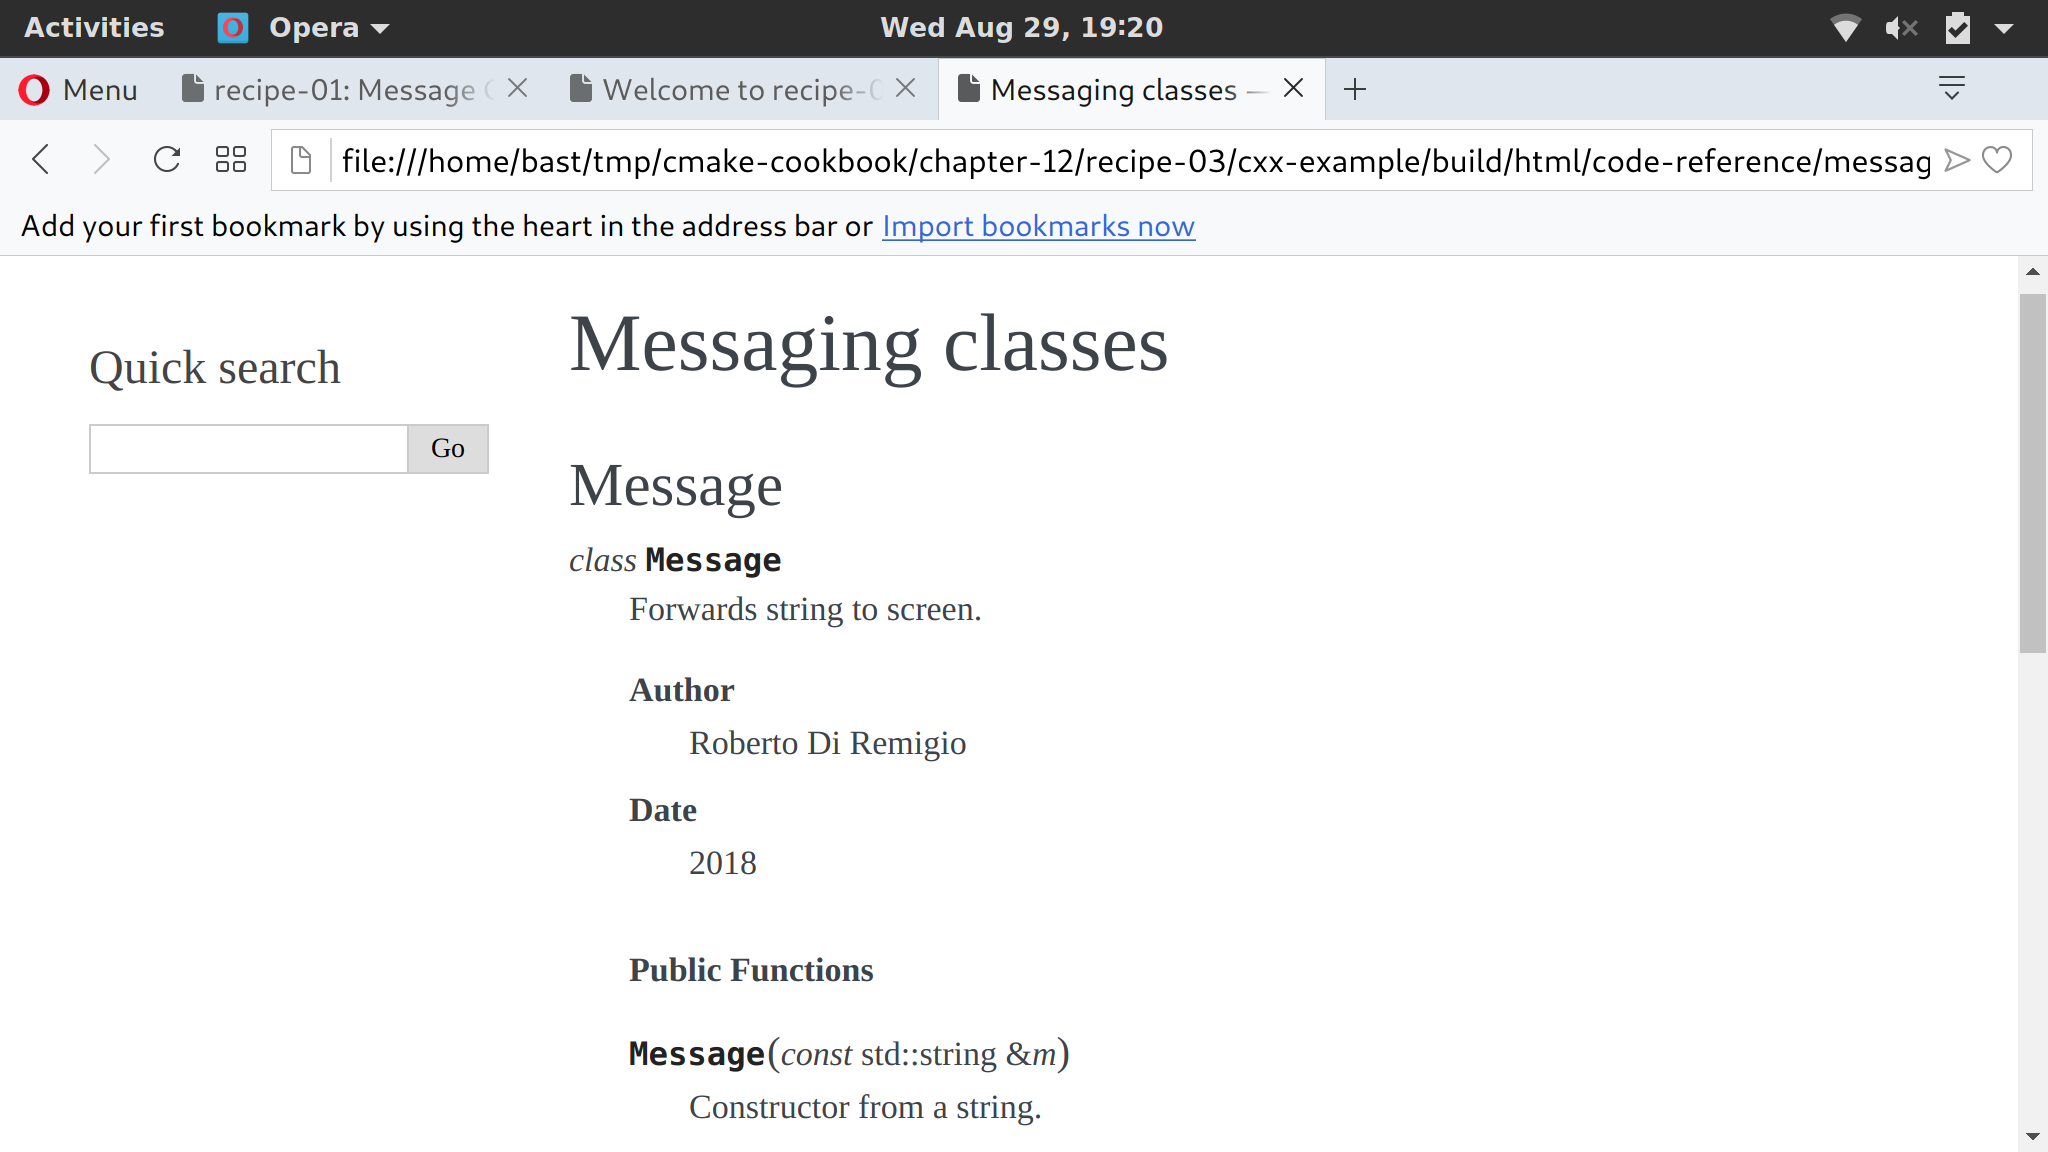 Activities Opera Wed Aug 29, 19:20
Menu recipe-01: Message Welcome to recipe- Messaging classes —
file:///home/bast/tmp/cmake-cookbook/chapter-12/recipe-03/cxx-example/build/html/code-reference/messag
Add your first bookmark by using the heart in the address bar or Import bookmarks now
Quick search
Go
Messaging classes
Message
class Message
Forwards string to screen.
Author
Roberto Di Remigio
Date
2018
Public Functions
Message(const std::string &m)
Constructor from a string.